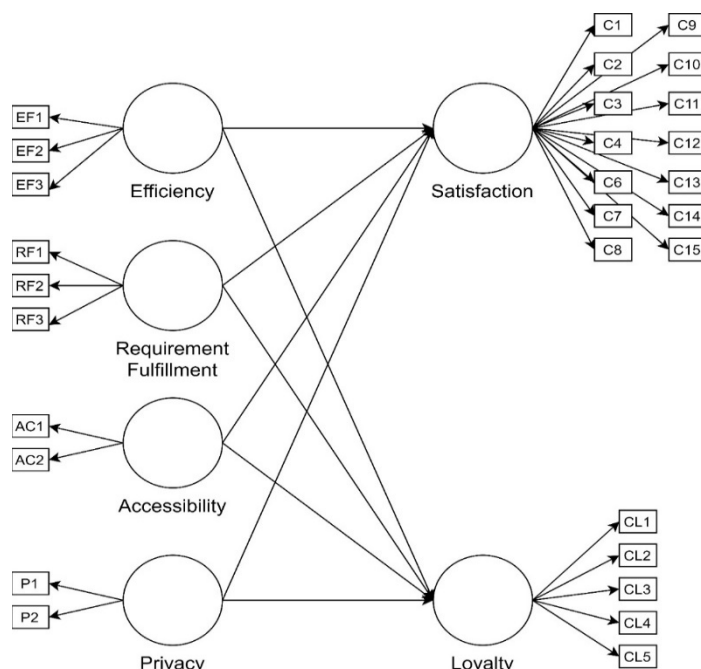 C1
C9
C2
C10
C3
C11
C4
C12
C6
C13
C7
C14
C8
C15
EF1
EF2
EF3
Efficiency
Satisfaction
RF1
RF2
RF3
Requirement
Fulfillment
AC1
AC2
Accessibility
P1
P2
Privacy
CL1
CL2
CL3
CL4
CL5
Loyalty